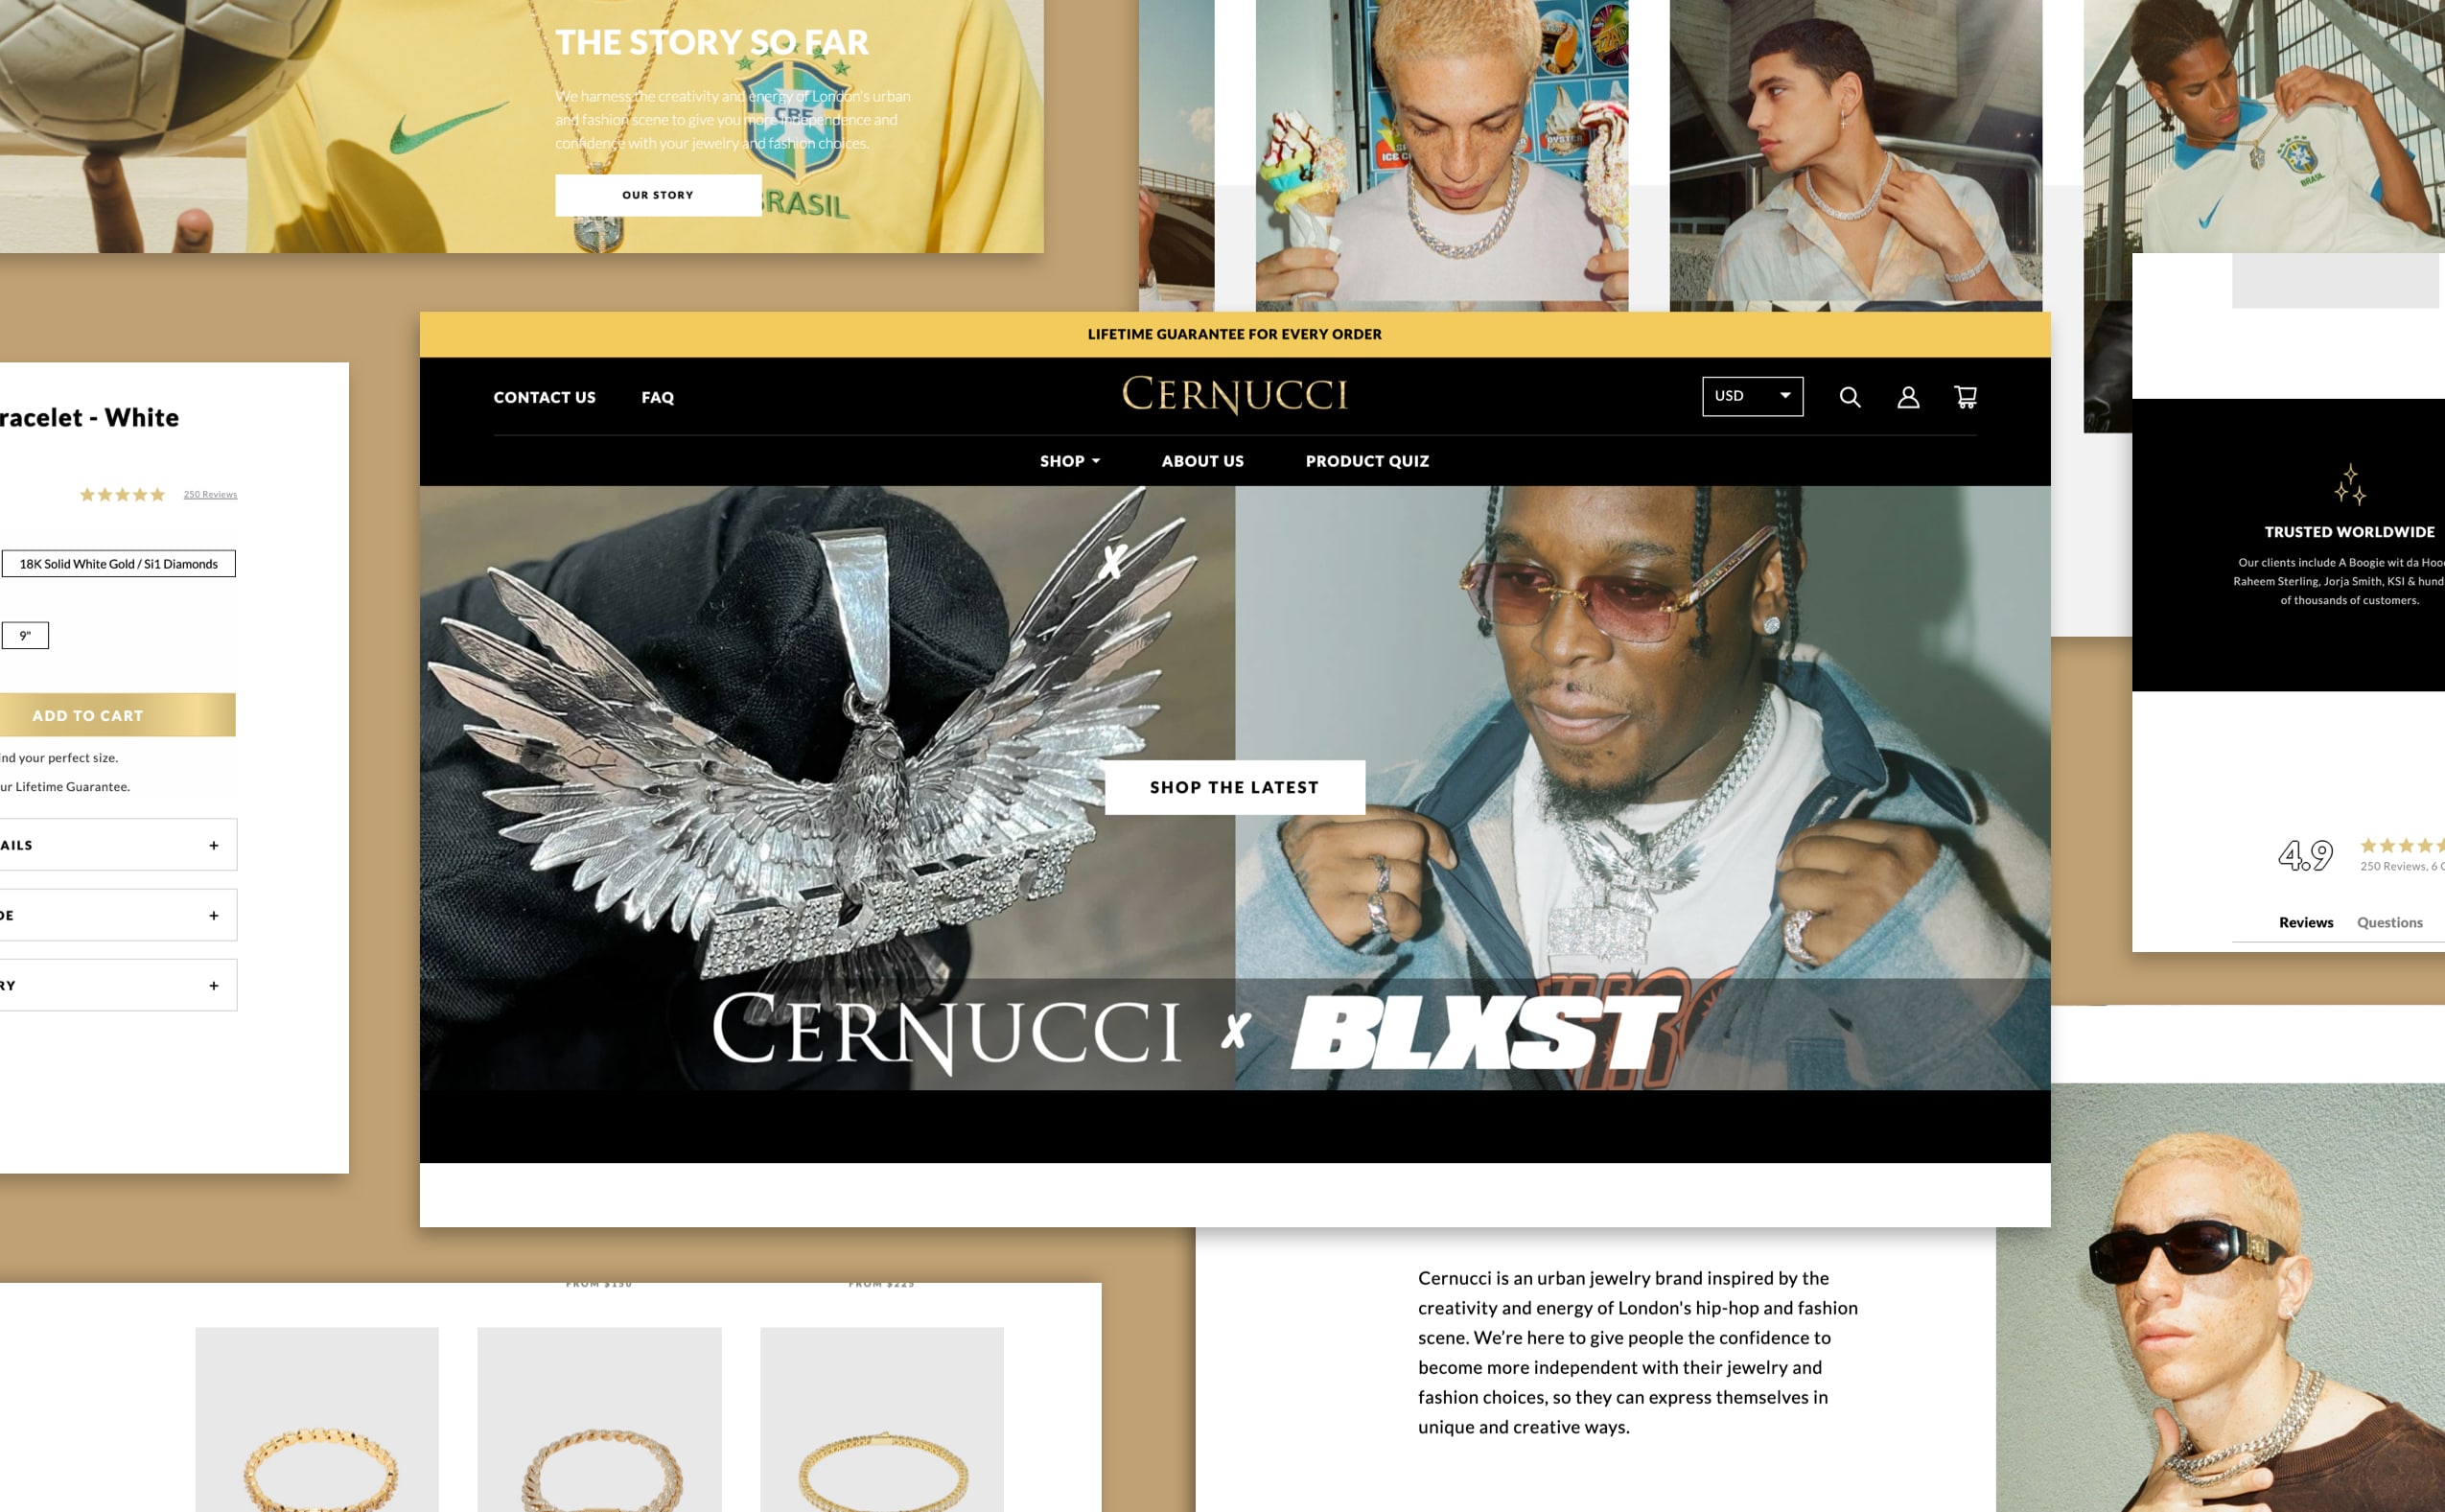 THE STORY SO FAR
We harness the creativity and energy of London's urban
and fashion scene to give you more independence and
confidence with your jewelry and fashion choices.
OUR STORY
CBF
BRASIL
ICE
OYSTER
BRASIL
LIFETIME GUARANTEE FOR EVERY ORDER
CONTACT US
FAQ
CERNUCCI
USD
SHOP
ABOUT US
PRODUCT QUIZ
X
SHOP THE LATEST
CERNUCCI X BLXST
racelet - White
250 Reviews
18K Solid White Gold / Si1 Diamonds
9"
ADD TO CART
nd your perfect size.
ur Lifetime Guarantee.
AILS +
DE +
RY +
TRUSTED WORLDWIDE
Our clients include A Boogie wit da Hoo
Raheem Sterling, Jorja Smith, KSI & hund
of thousands of customers.
4.9
250 Reviews, 6
Reviews
Questions
FROM $150
FROM $225
Cernucci is an urban jewelry brand inspired by the
creativity and energy of London's hip-hop and fashion
scene. We're here to give people the confidence to
become more independent with their jewelry and
fashion choices, so they can express themselves in
unique and creative ways.